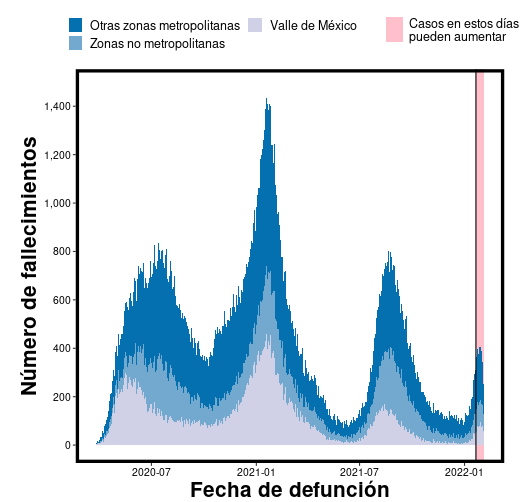 Otras zonas metropolitanas
Valle de México
Zonas no metropolitanas
Casos en estos días
pueden aumentar
Número de fallecimientos
1,400
1,200
1,000
800
600
400
200
0
2020-07
2021-01
2021-07
2022-01
Fecha de defunción